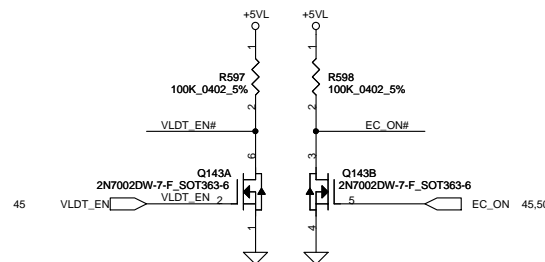 +5VL +5VL
1 1
R597 R598
100K_0402_5% 100K_0402_5%
2 2
VLDT_EN# EC_ON#
6 3
Q143A Q143B
2N7002DW-7-F_SOT363-6 2N7002DW-7-F_SOT363-6
45 VLDT_EN VLDT_EN 2 5 EC_ON 45,50
1 4